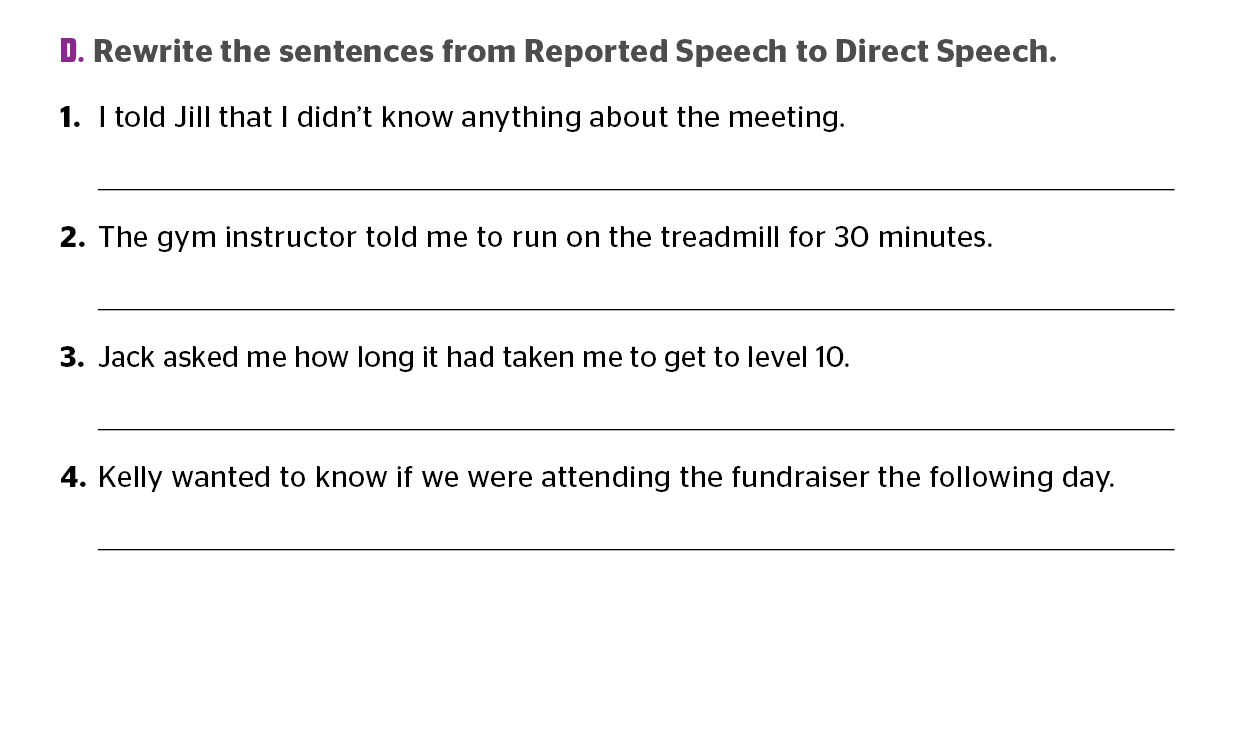 D. Rewrite the sentences from Reported Speech to Direct Speech.
1. I told Jill that I didn’t know anything about the meeting.
2. The gym instructor told me to run on the treadmill for 30 minutes.
3. Jack asked me how long it had taken me to get to level 10.
4. Kelly wanted to know if we were attending the fundraiser the following day.